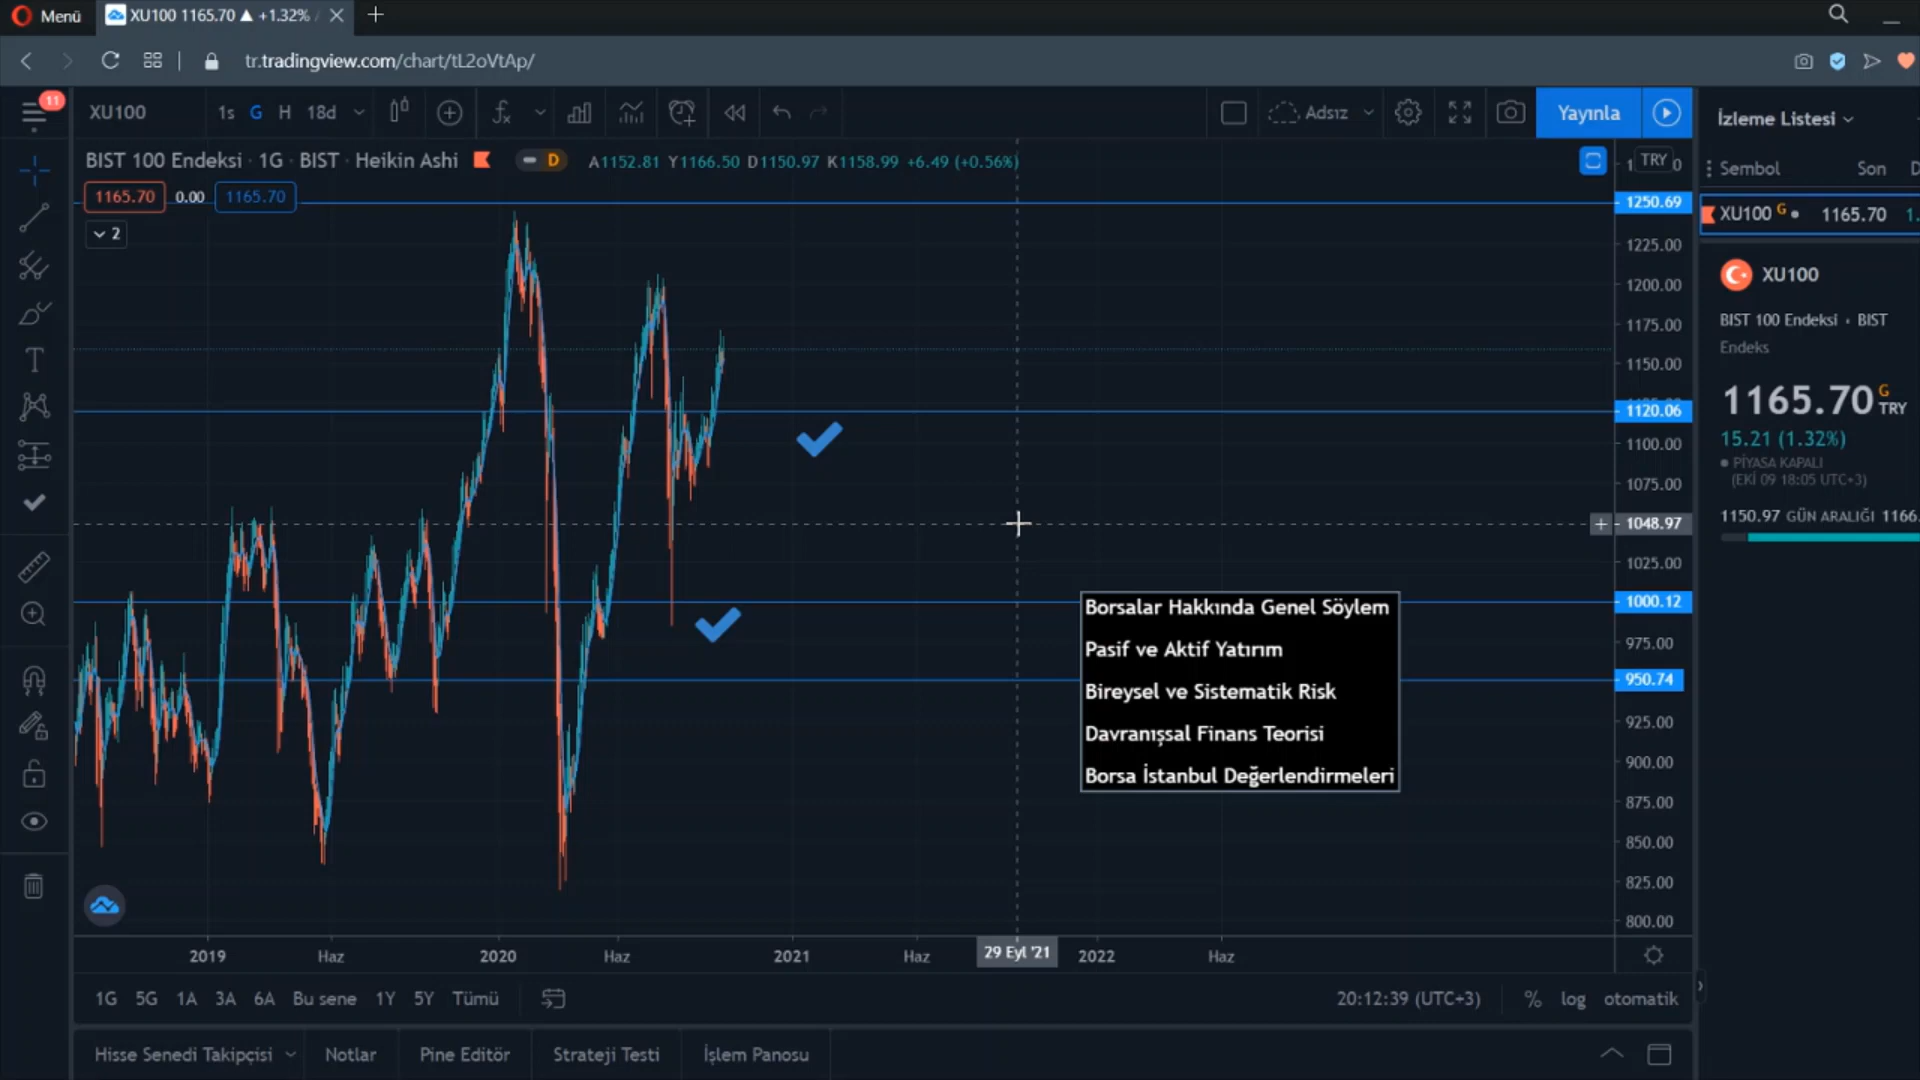 Menü
XU100 1165.70 ▲ +1.32% /
tr.tradingview.com/chart/tL2oVtAp/
11
XU100
1s G H 18d
Adsız
Yayınla
İzleme Listesi
BIST 100 Endeksi · 1G · BIST · Heikin Ashi
D
A1152.81 Y1166.50 D1150.97 K1158.99 +6.49 (+0.56%)
TRY
Sembol Son
1165.70 0.00 1165.70
2
XU100 G 1165.70
XU100
BIST 100 Endeksi • BIST
Endeks
1165.70 G TRY
15.21 (1.32%)
PİYASA KAPALI
(EKİ 09 18:05 UTC+3)
1150.97 GÜN ARALIĞI 1166.
1250.69
1225.00
1200.00
1175.00
1150.00
1120.06
1100.00
1075.00
1048.97
1025.00
1000.12
975.00
950.74
925.00
900.00
875.00
850.00
825.00
800.00
Borsalar Hakkında Genel Söylem
Pasif ve Aktif Yatırım
Bireysel ve Sistematik Risk
Davranışsal Finans Teorisi
Borsa İstanbul Değerlendirmeleri
2019 Haz 2020 Haz 2021 Haz 29 Eyl '21 2022 Haz
1G 5G 1A 3A 6A Bu sene 1Y 5Y Tümü
20:12:39 (UTC+3) % log otomatik
Hisse Senedi Takipçisi Notlar Pine Editör Strateji Testi İşlem Panosu